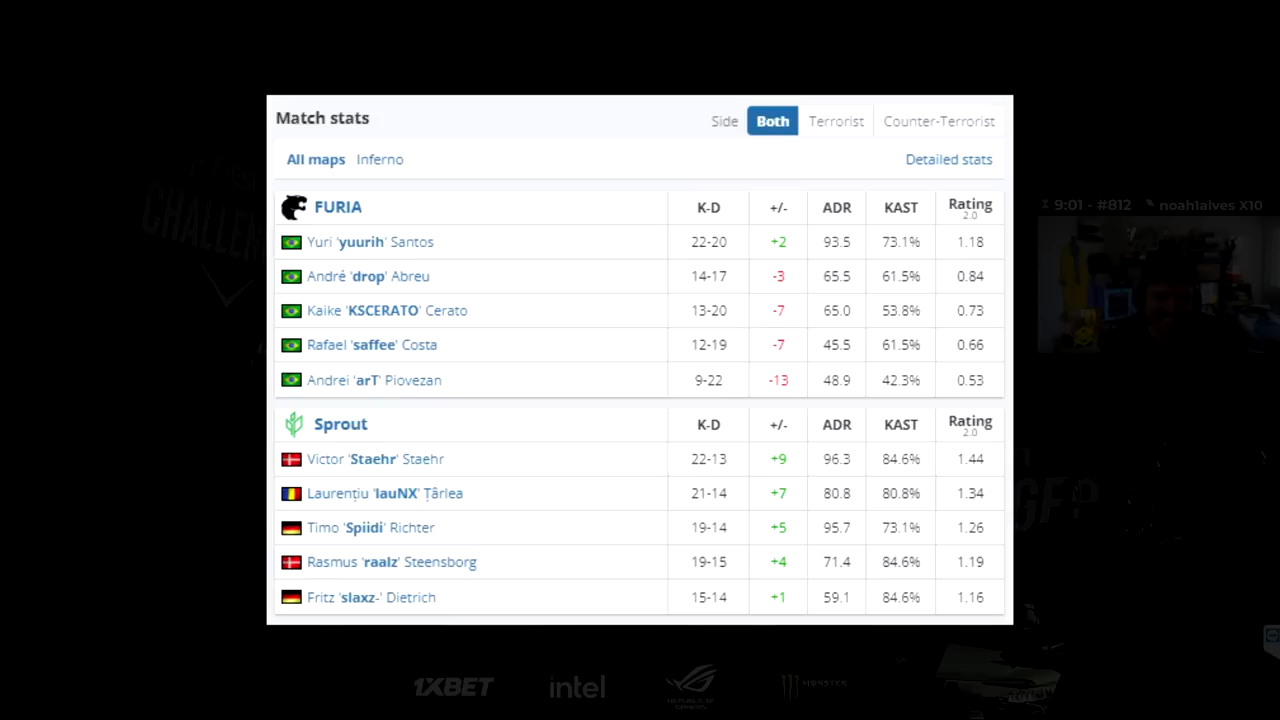 Match stats
Side Both Terrorist Counter-Terrorist
All maps Inferno Detailed stats
FURIA K-D +/- ADR KAST Rating 2.0
Yuri 'yuurih' Santos 22-20 +2 93.5 73.1% 1.18
André 'drop' Abreu 14-17 -3 65.5 61.5% 0.84
Kaike 'KSCERATO' Cerato 13-20 -7 65.0 53.8% 0.73
Rafael 'saffee' Costa 12-19 -7 45.5 61.5% 0.66
Andrei 'arT' Piovezan 9-22 -13 48.9 42.3% 0.53
Sprout K-D +/- ADR KAST Rating 2.0
Victor 'Staehr' Staehr 22-13 +9 96.3 84.6% 1.44
Laurențiu 'lauNX' Țârlea 21-14 +7 80.8 80.8% 1.34
Timo 'Spiidi' Richter 19-14 +5 95.7 73.1% 1.26
Rasmus 'raalz' Steensborg 19-15 +4 71.4 84.6% 1.19
Fritz 'slaxz-' Dietrich 15-14 +1 59.1 84.6% 1.16
9:01 - #812 noah1alves X10
CHALLEN
GF?
1XBET intel REPUBLIC OF GAMERS MONSTER